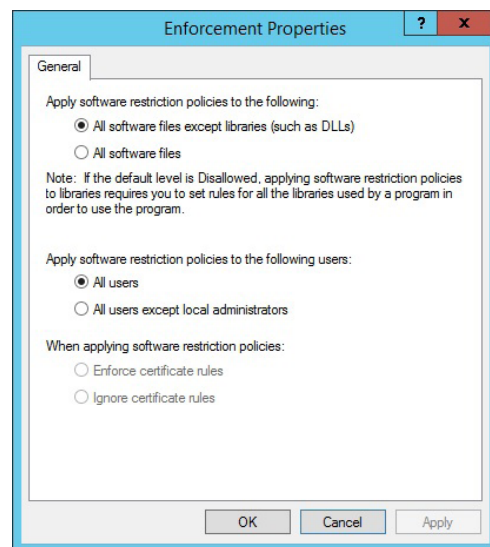 Enforcement Properties
?
x
General
Apply software restriction policies to the following:
All software files except libraries (such as DLLs)
All software files
Note: If the default level is Disallowed, applying software restriction policies
to libraries requires you to set rules for all the libraries used by a program in
order to use the program.
Apply software restriction policies to the following users:
All users
All users except local administrators
When applying software restriction policies:
Enforce certificate rules
Ignore certificate rules
OK Cancel Apply